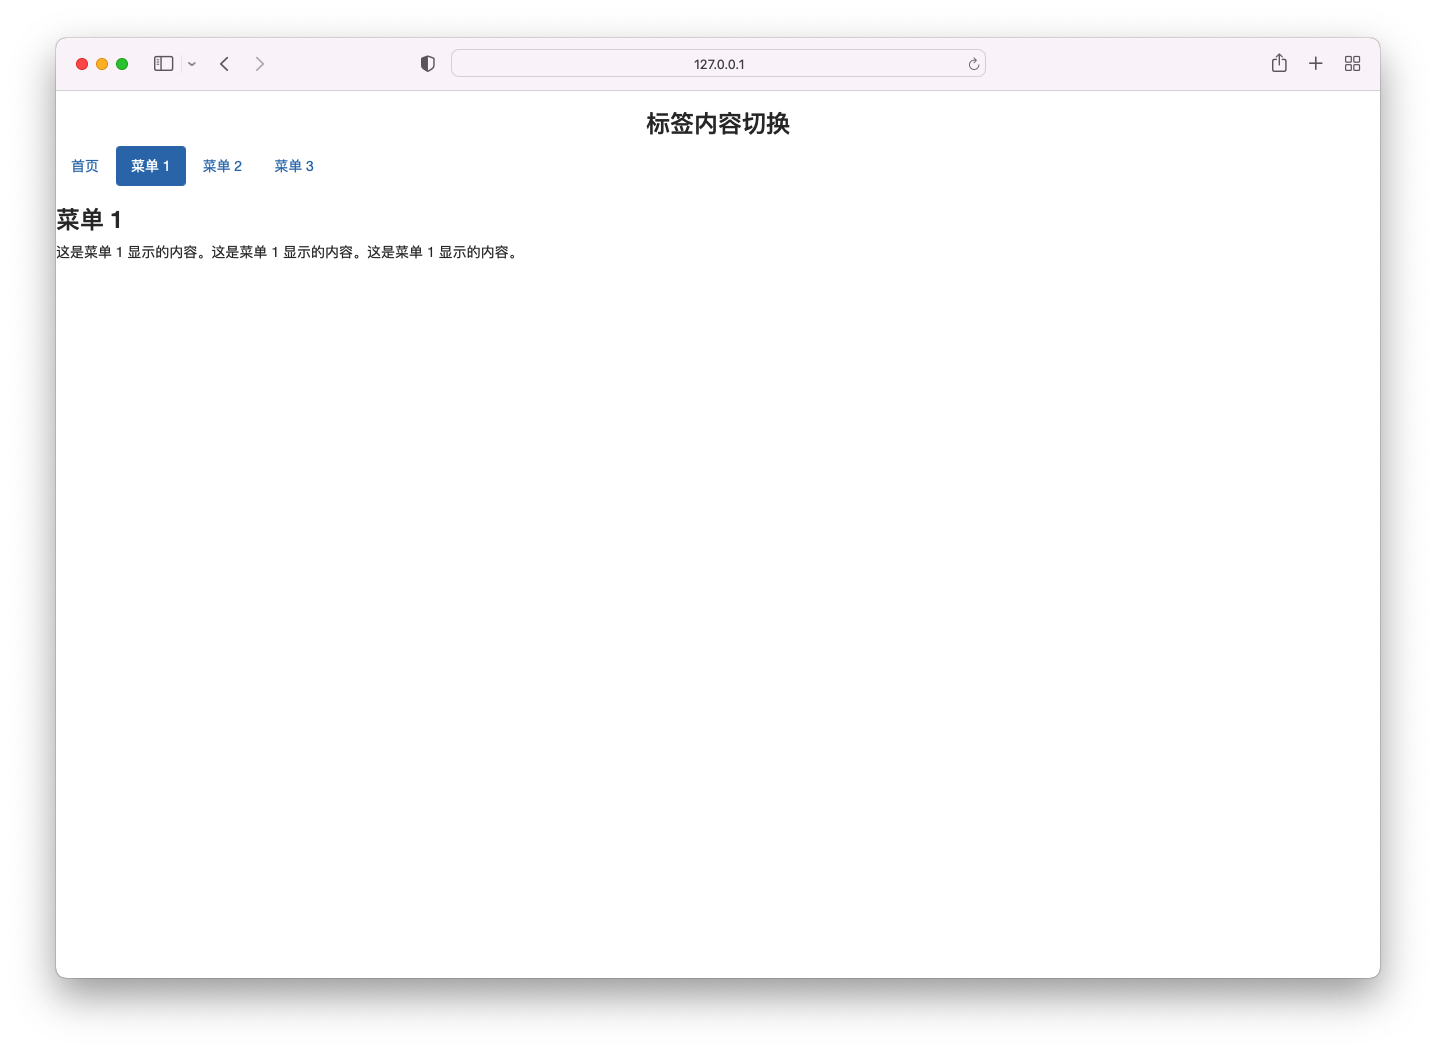 127.0.0.1
标签内容切换
首页 菜单 1 菜单 2 菜单 3
菜单 1
这是菜单 1 显示的内容。这是菜单 1 显示的内容。这是菜单 1 显示的内容。